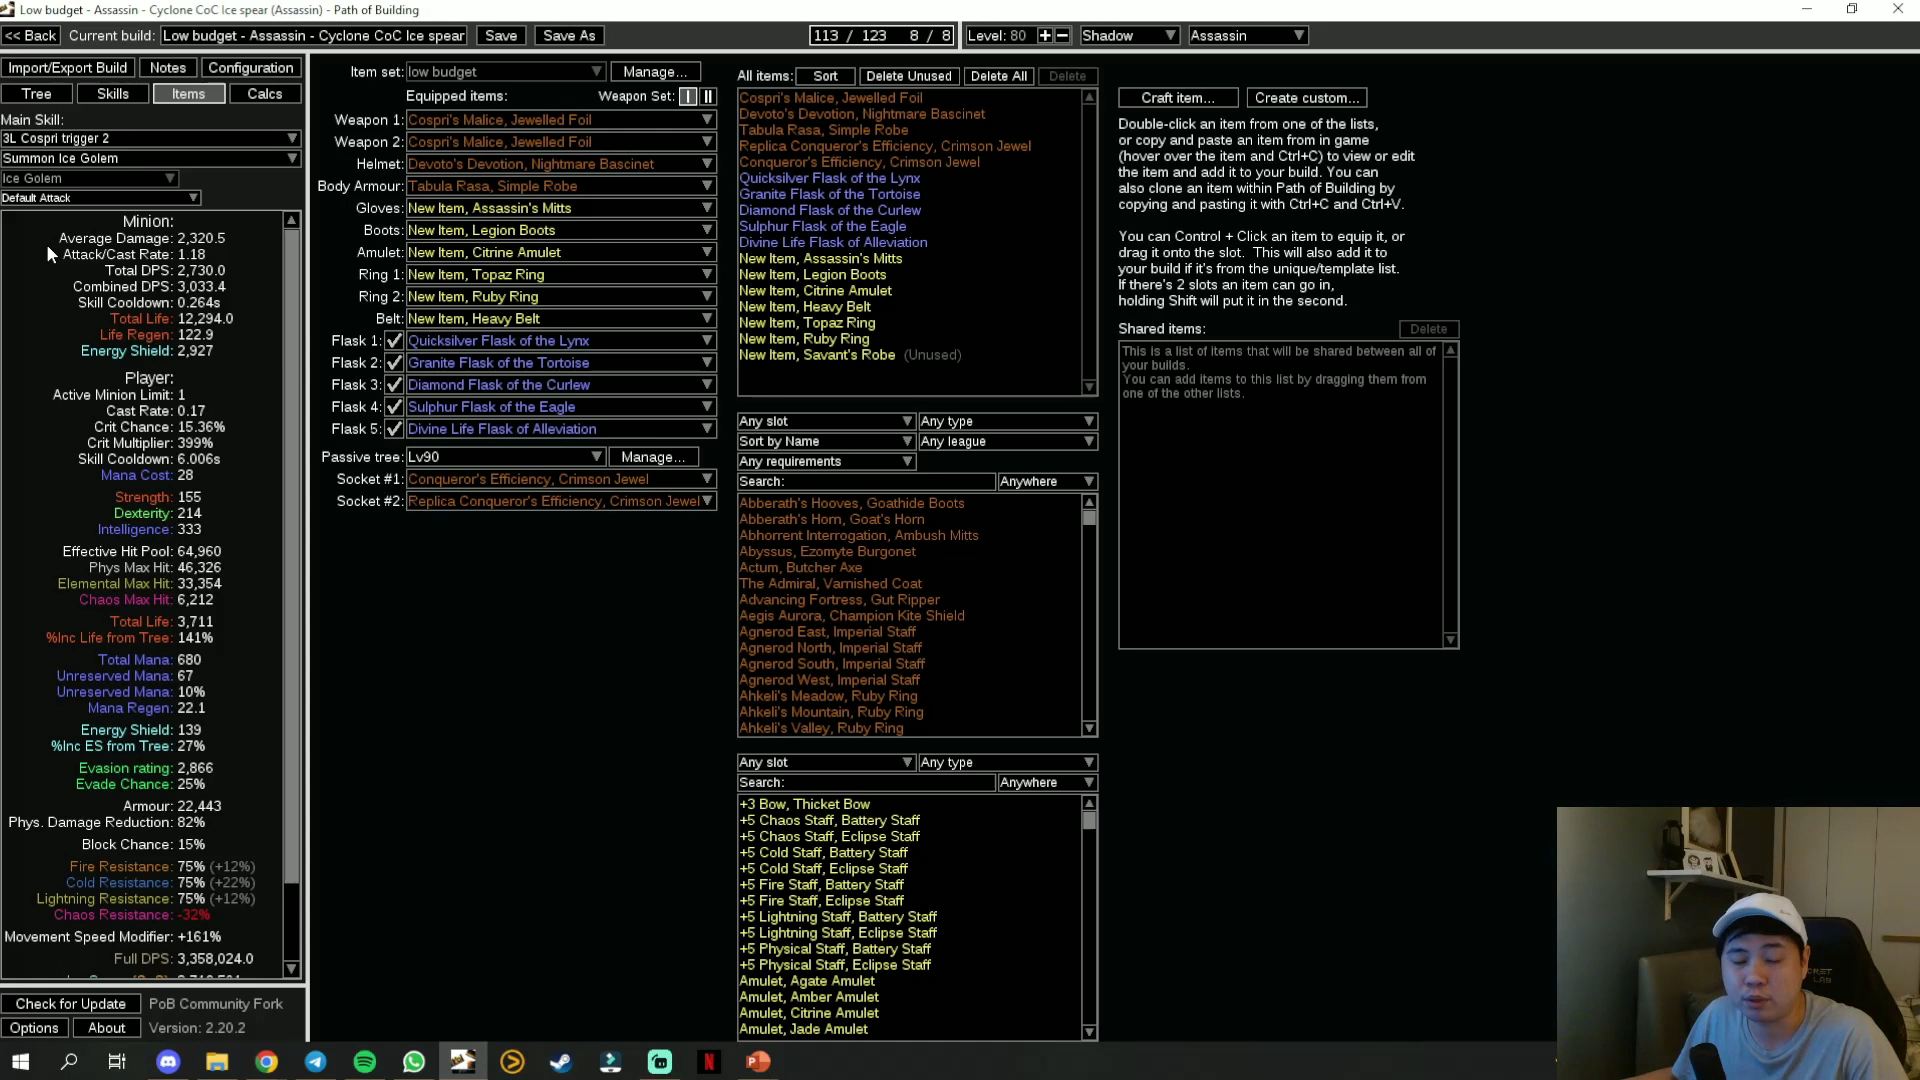 Low budget - Assassin - Cyclone CoC Ice spear (Assassin) - Path of Building
<< Back
Current build:
Low budget - Assassin - Cyclone CoC Ice spear
Save
Save As
113 / 123 8 / 8
Level: 80
Shadow
Assassin
Import/Export Build
Notes
Configuration
Tree
Skills
Items
Calcs
Main Skill:
3L Cospri trigger 2
Summon Ice Golem
Ice Golem
Default Attack
Minion:
Average Damage: 2,320.5
Attack/Cast Rate: 1.18
Total DPS: 2,730.0
Combined DPS: 3,033.4
Skill Cooldown: 0.264s
Total Life: 12,294.0
Life Regen: 122.9
Energy Shield: 2,927
Player:
Active Minion Limit: 1
Cast Rate: 0.17
Crit Chance: 15.36%
Crit Multiplier: 399%
Skill Cooldown: 6.006s
Mana Cost: 28
Strength: 155
Dexterity: 214
Intelligence: 333
Effective Hit Pool: 64,960
Phys Max Hit: 46,326
Elemental Max Hit: 33,354
Chaos Max Hit: 6,212
Total Life: 3,711
%Inc Life from Tree: 141%
Total Mana: 680
Unreserved Mana: 67
Unreserved Mana: 10%
Mana Regen: 22.1
Energy Shield: 139
%Inc ES from Tree: 27%
Evasion rating: 2,866
Evade Chance: 25%
Armour: 22,443
Phys. Damage Reduction: 82%
Block Chance: 15%
Fire Resistance: 75% (+12%)
Cold Resistance: 75% (+22%)
Lightning Resistance: 75% (+12%)
Chaos Resistance: -32%
Movement Speed Modifier: +161%
Full DPS: 3,358,024.0
Check for Update
PoB Community Fork
Options
About
Version: 2.20.2
Item set: low budget
Manage...
Equipped items:
Weapon Set: I II
Weapon 1: Cospri's Malice, Jewelled Foil
Weapon 2: Cospri's Malice, Jewelled Foil
Helmet: Devoto's Devotion, Nightmare Bascinet
Body Armour: Tabula Rasa, Simple Robe
Gloves: New Item, Assassin's Mitts
Boots: New Item, Legion Boots
Amulet: New Item, Citrine Amulet
Ring 1: New Item, Topaz Ring
Ring 2: New Item, Ruby Ring
Belt: New Item, Heavy Belt
Flask 1: Quicksilver Flask of the Lynx
Flask 2: Granite Flask of the Tortoise
Flask 3: Diamond Flask of the Curlew
Flask 4: Sulphur Flask of the Eagle
Flask 5: Divine Life Flask of Alleviation
Passive tree: Lv90
Manage...
Socket #1: Conqueror's Efficiency, Crimson Jewel
Socket #2: Replica Conqueror's Efficiency, Crimson Jewel
All items:
Sort
Delete Unused
Delete All
Delete
Cospri's Malice, Jewelled Foil
Devoto's Devotion, Nightmare Bascinet
Tabula Rasa, Simple Robe
Replica Conqueror's Efficiency, Crimson Jewel
Conqueror's Efficiency, Crimson Jewel
Quicksilver Flask of the Lynx
Granite Flask of the Tortoise
Diamond Flask of the Curlew
Sulphur Flask of the Eagle
Divine Life Flask of Alleviation
New Item, Assassin's Mitts
New Item, Legion Boots
New Item, Citrine Amulet
New Item, Heavy Belt
New Item, Topaz Ring
New Item, Ruby Ring
New Item, Savant's Robe (Unused)
Any slot
Any type
Sort by Name
Any league
Any requirements
Search:
Anywhere
Abberath's Hooves, Goathide Boots
Abberath's Horn, Goat's Horn
Abhorrent Interrogation, Ambush Mitts
Abyssus, Ezomyte Burgonet
Actum, Butcher Axe
The Admiral, Varnished Coat
Advancing Fortress, Gut Ripper
Aegis Aurora, Champion Kite Shield
Agnerod East, Imperial Staff
Agnerod North, Imperial Staff
Agnerod South, Imperial Staff
Agnerod West, Imperial Staff
Ahkeli's Meadow, Ruby Ring
Ahkeli's Mountain, Ruby Ring
Ahkeli's Valley, Ruby Ring
Any slot
Any type
Search:
Anywhere
+3 Bow, Thicket Bow
+5 Chaos Staff, Battery Staff
+5 Chaos Staff, Eclipse Staff
+5 Cold Staff, Battery Staff
+5 Cold Staff, Eclipse Staff
+5 Fire Staff, Battery Staff
+5 Fire Staff, Eclipse Staff
+5 Lightning Staff, Battery Staff
+5 Lightning Staff, Eclipse Staff
+5 Physical Staff, Battery Staff
+5 Physical Staff, Eclipse Staff
Amulet, Agate Amulet
Amulet, Amber Amulet
Amulet, Citrine Amulet
Amulet, Jade Amulet
Craft item...
Create custom...
Double-click an item from one of the lists,
or copy and paste an item from in game
(hover over the item and Ctrl+C) to view or edit
the item and add it to your build. You can
also clone an item within Path of Building by
copying and pasting it with Ctrl+C and Ctrl+V.
You can Control + Click an item to equip it, or
drag it onto the slot. This will also add it to
your build if it's from the unique/template list.
If there's 2 slots an item can go in,
holding Shift will put it in the second.
Shared items:
Delete
This is a list of items that will be shared between all of
your builds.
You can add items to this list by dragging them from
one of the other lists.